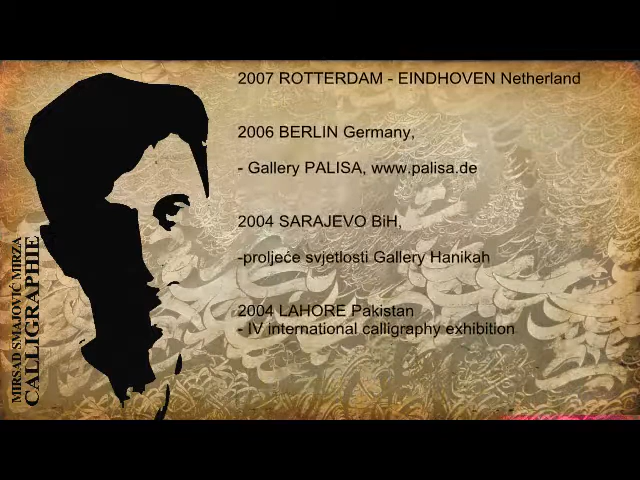 2007 ROTTERDAM - EINDHOVEN Netherland
2006 BERLIN Germany,
- Gallery PALISA, www.palisa.de
2004 SARAJEVO BiH,
-proljeće svjetlosti Gallery Hanikah
2004 LAHORE Pakistan
- IV international calligraphy exhibition
MIRSAD SMAJOVIĆ MIRZA
CALLIGRAPHIE